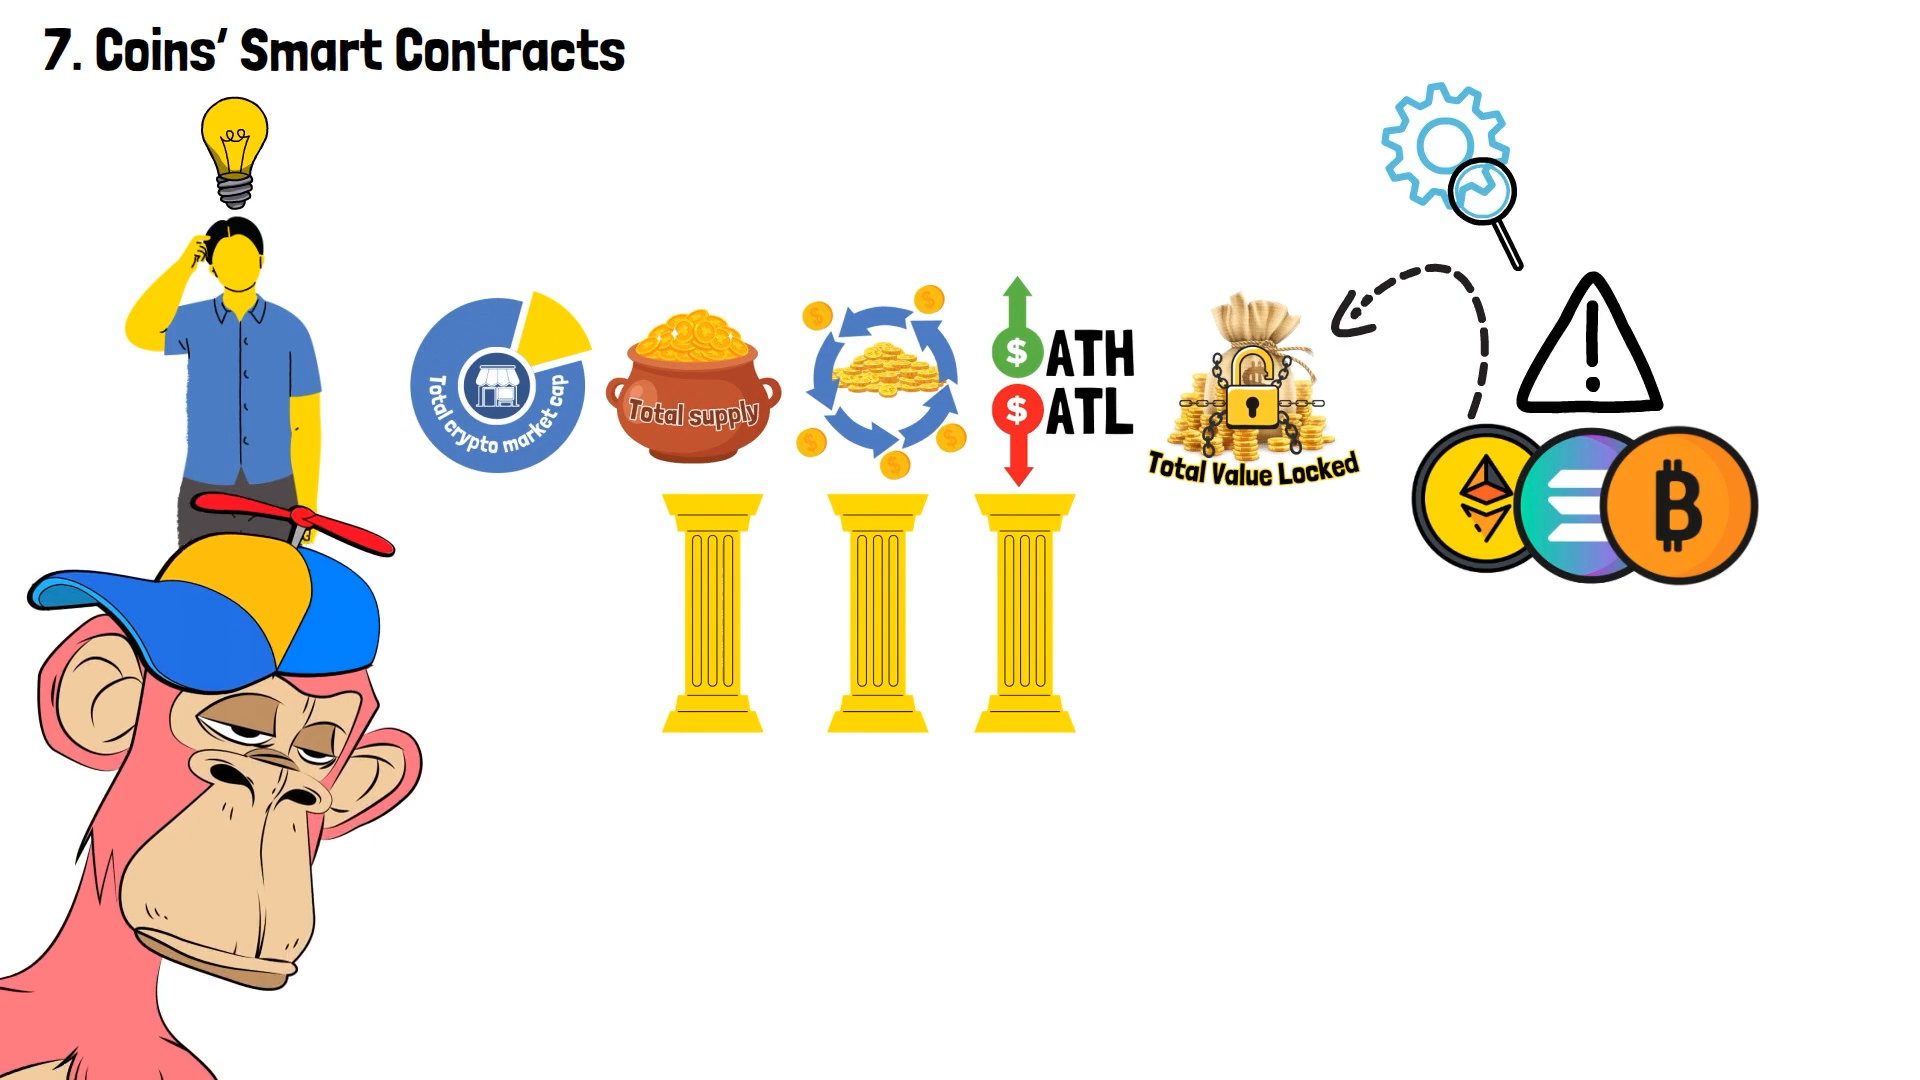 7. Coins' Smart Contracts
Total crypto market cap
Total supply
ATH
ATL
Total Value Locked